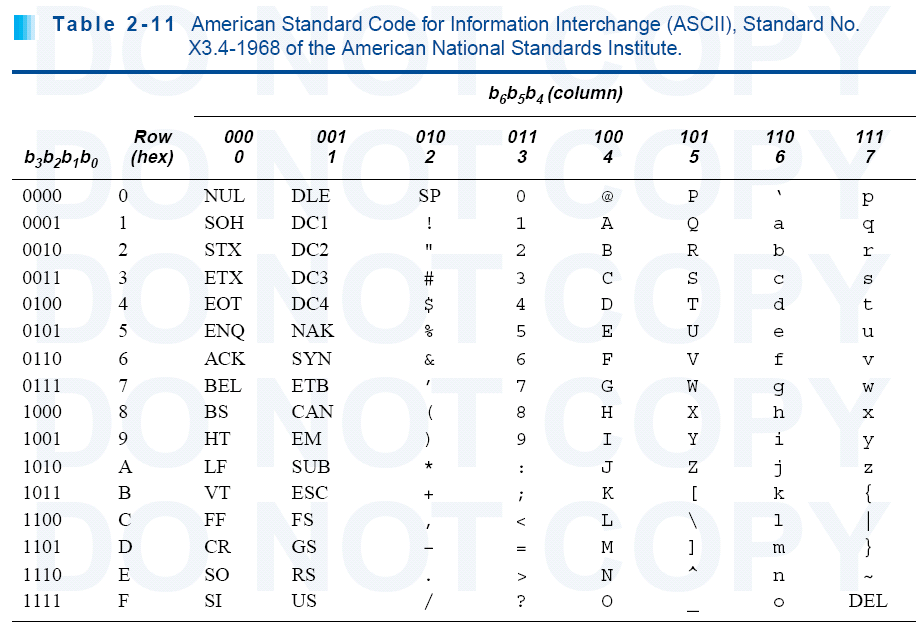 Table 2-11 American Standard Code for Information Interchange (ASCII), Standard No.
X3.4-1968 of the American National Standards Institute.
b6b5b4 (column)
Row 000 001 010 011 100 101 110 111
b3b2b1b0 (hex) 0 1 2 3 4 5 6 7
0000 0 NUL DLE SP 0 @ P ‘ p
0001 1 SOH DC1 ! 1 A Q a q
0010 2 STX DC2 " 2 B R b r
0011 3 ETX DC3 # 3 C S c s
0100 4 EOT DC4 $ 4 D T d t
0101 5 ENQ NAK % 5 E U e u
0110 6 ACK SYN & 6 F V f v
0111 7 BEL ETB ’ 7 G W g w
1000 8 BS CAN ( 8 H X h x
1001 9 HT EM ) 9 I Y i y
1010 A LF SUB * : J Z j z
1011 B VT ESC + ; K [ k {
1100 C FF FS , < L \ l |
1101 D CR GS – = M ] m }
1110 E SO RS . > N ^ n ~
1111 F SI US / ? O _ o DEL
DO NOT COPY
DO NOT COPY
DO NOT COPY
DO NOT COPY
DO NOT COPY